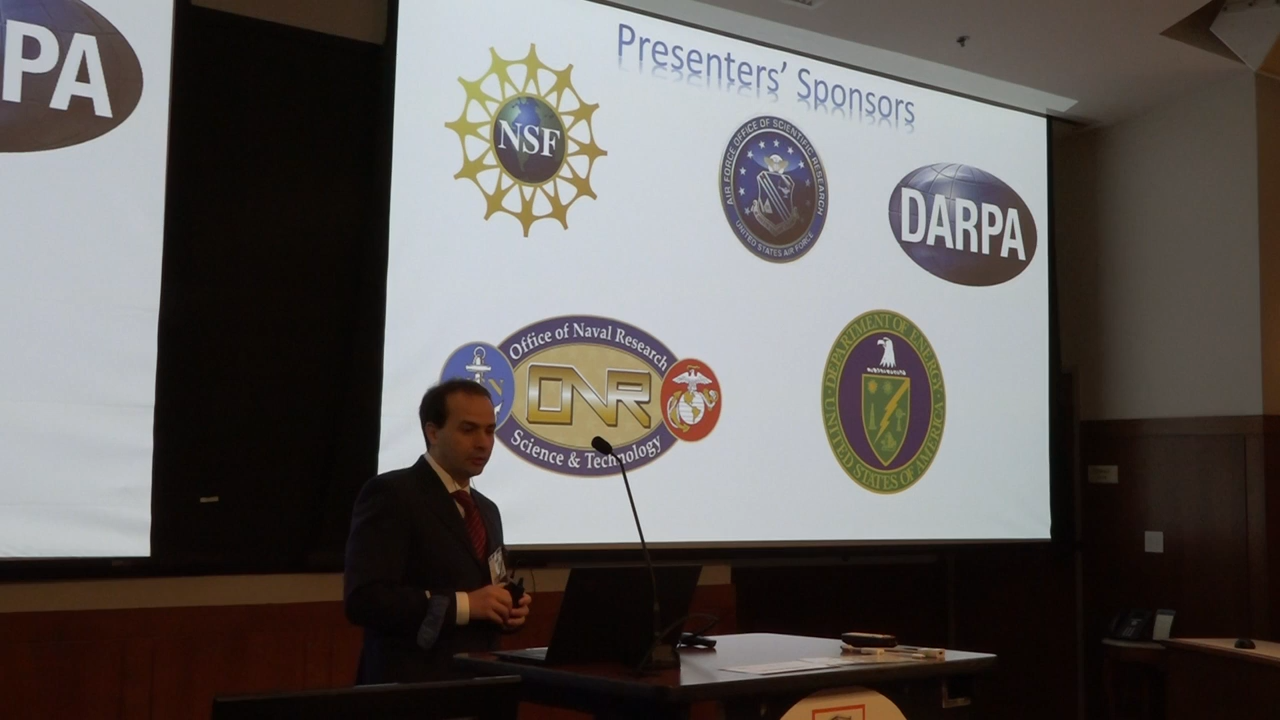 PA
Presenters' Sponsors
NSF
AIR FORCE OFFICE OF SCIENTIFIC RESEARCH
UNITED STATES AIR FORCE
DARPA
Office of Naval Research
ONR
Science & Technology
DEPARTMENT OF ENERGY
UNITED STATES OF AMERICA